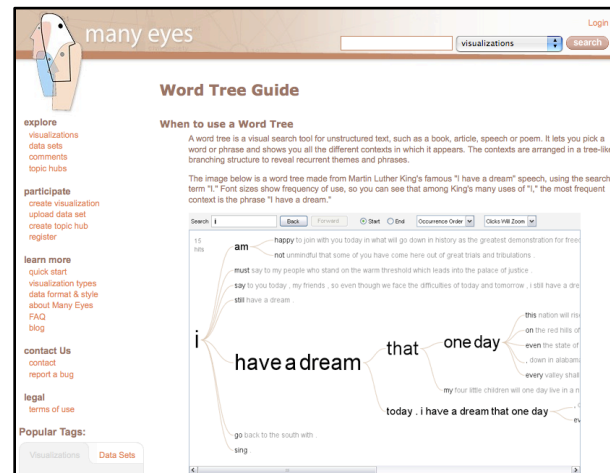 many eyes
Login
visualizations
search
Word Tree Guide
When to use a Word Tree
A word tree is a visual search tool for unstructured text, such as a book, article, speech or poem. It lets you pick a
word or phrase and shows you all the different contexts in which it appears. The contexts are arranged in a tree-like
branching structure to reveal recurrent themes and phrases.
The image below is a word tree made from Martin Luther King's famous "I have a dream" speech, using the search
term "I." Font sizes show frequency of use, so you can see that among King's many uses of "I," the most frequent
context is the phrase "I have a dream."
explore
visualizations
data sets
comments
topic hubs
participate
create visualization
upload data set
create topic hub
register
learn more
quick start
visualization types
data format & style
about Many Eyes
FAQ
blog
contact Us
contact
report a bug
legal
terms of use
Popular Tags:
Visualizations
Data Sets
Search i Back Forward Start End Occurrence Order Clicks Will Zoom
15
hits
i
am
happy to join with you today in what will go down in history as the greatest demonstration for
not unmindful that some of you have come here out of great trials and tribulations .
must say to my people who stand on the warm threshold which leads into the palace of justice .
say to you today , my friends , so even though we face the difficulties of today and tomorrow , i still have a
still have a dream .
have a dream
that
one day
this nation will
on the red hills of
even the state of
, down in
every valley
my four little children will one day live in a
today . i have a dream that one day
go back to the south with .
sing